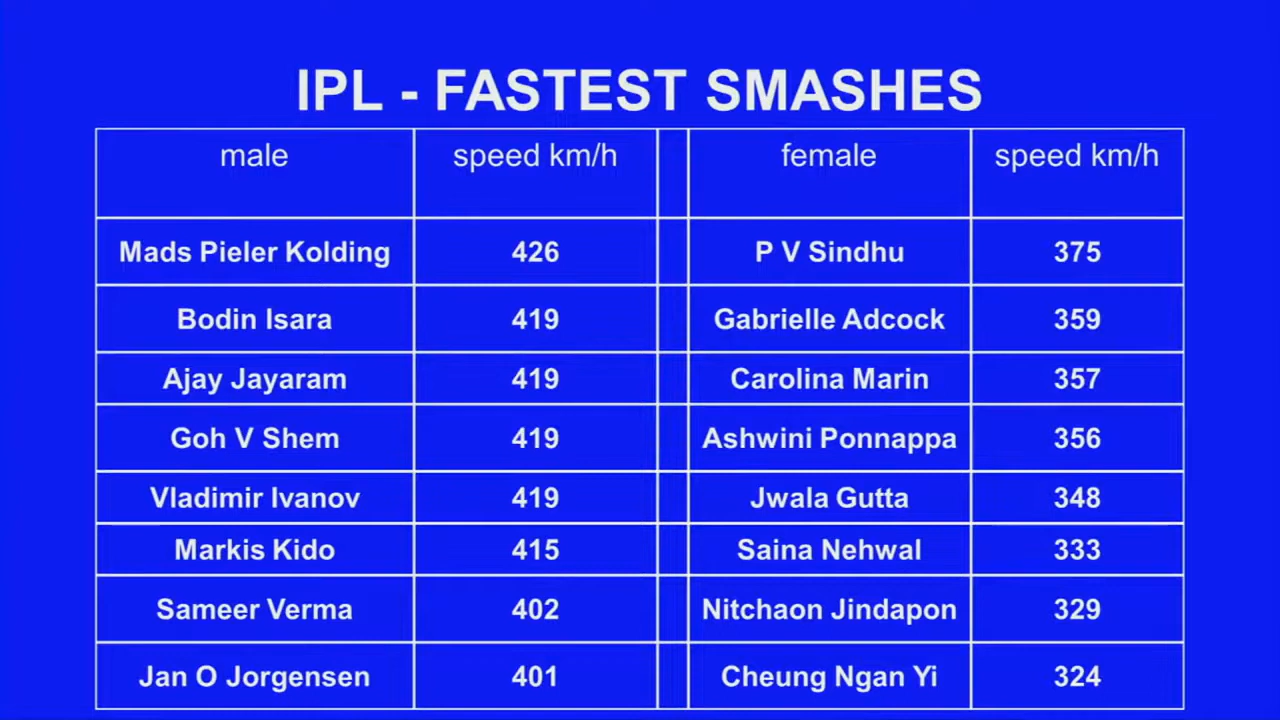 IPL - FASTEST SMASHES
male speed km/h female speed km/h
Mads Pieler Kolding 426 P V Sindhu 375
Bodin Isara 419 Gabrielle Adcock 359
Ajay Jayaram 419 Carolina Marin 357
Goh V Shem 419 Ashwini Ponnappa 356
Vladimir Ivanov 419 Jwala Gutta 348
Markis Kido 415 Saina Nehwal 333
Sameer Verma 402 Nitchaon Jindapon 329
Jan O Jorgensen 401 Cheung Ngan Yi 324